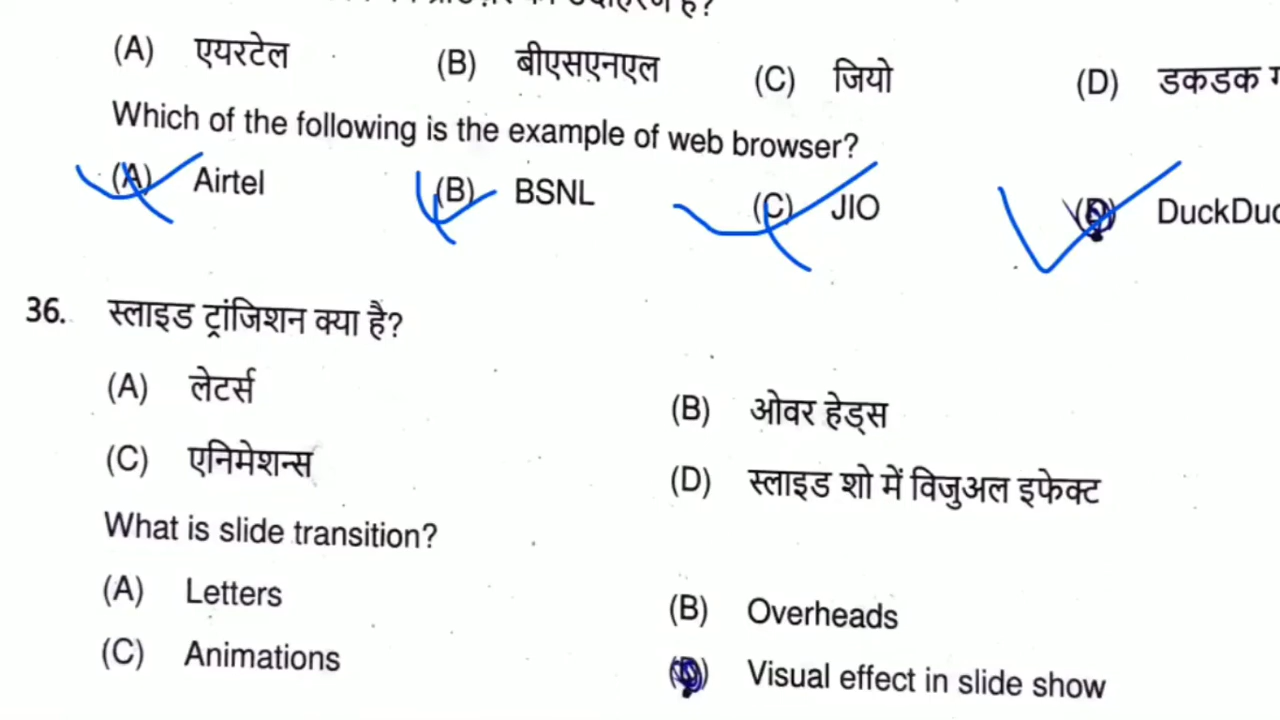 उदाहरण है?
(A) एयरटेल (B) बीएसएनएल (C) जियो (D) डकडक
Which of the following is the example of web browser?
(A) Airtel (B) BSNL (C) JIO (D) DuckDuc
36. स्लाइड ट्रांजिशन क्या है?
(A) लेटर्स (B) ओवर हेड्स
(C) एनिमेशन्स (D) स्लाइड शो में विजुअल इफेक्ट
What is slide transition?
(A) Letters (B) Overheads
(C) Animations (D) Visual effect in slide show